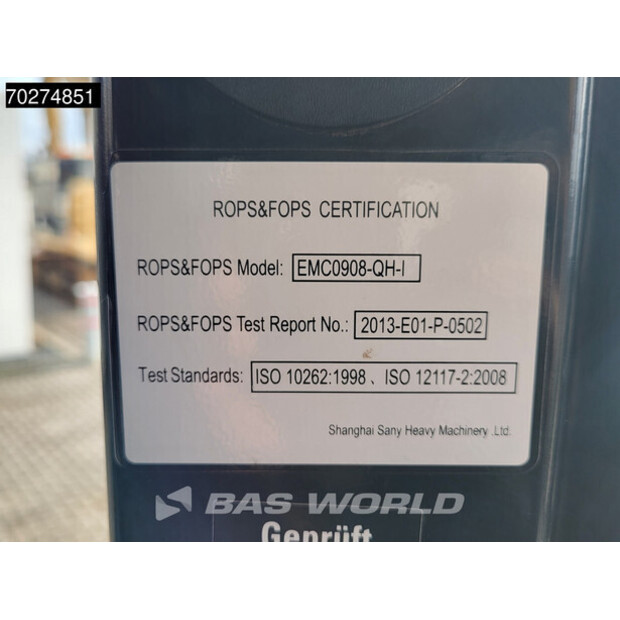 70274851
ROPS&FOPS CERTIFICATION
ROPS&FOPS Model: EMC0908-QH-I
ROPS&FOPS Test Report No.: 2013-E01-P-0502
Test Standards: ISO 10262:1998 、 ISO 12117-2:2008
Shanghai Sany Heavy Machinery .Ltd.
BAS WORLD
Geprüft